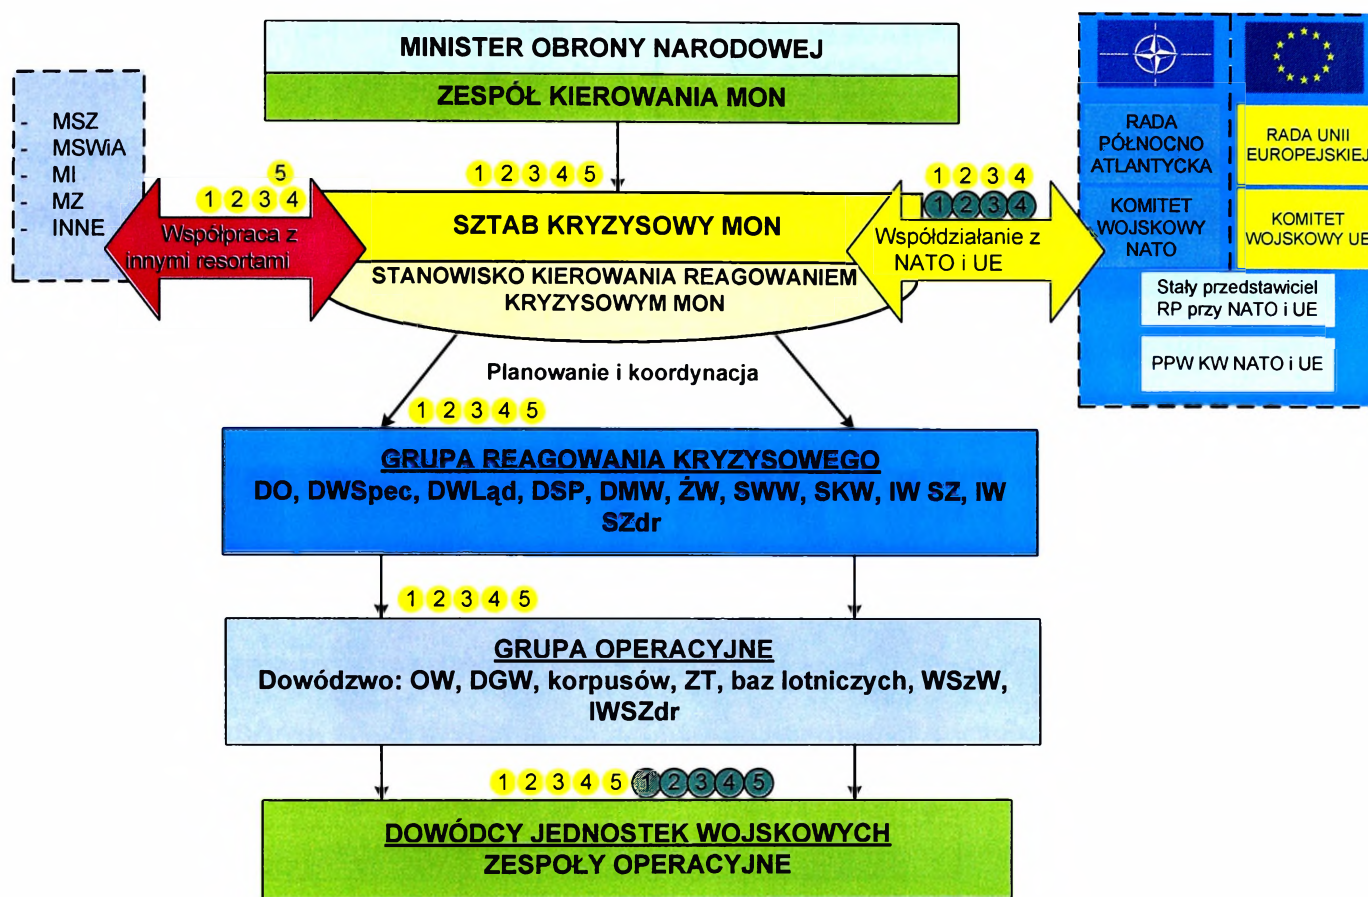 MINISTER OBRONY NARODOWEJ
ZESPÓŁ KIEROWANIA MON
- MSZ
- MSWiA
- MI
- MZ
- INNE
5
1 2 3 4
Współpraca z
innymi resortami
1 2 3 4 5
SZTAB KRYZYSOWY MON
STANOWISKO KIEROWANIA REAGOWANIEM
KRYZYSOWYM MON
1 2 3 4
1 2 3 4
Współdziałanie z
NATO i UE
RADA
PÓŁNOCNO
ATLANTYCKA
KOMITET
WOJSKOWY
NATO
RADA UNII
EUROPEJSKIEJ
KOMITET
WOJSKOWY UE
Stały przedstawiciel
RP przy NATO i UE
PPW KW NATO i UE
Planowanie i koordynacja
1 2 3 4 5
GRUPA REAGOWANIA KRYZYSOWEGO
DO, DWSpec, DWLąd, DSP, DMW, ŻW, SWW, SKW, IW SZ, IW
SZdr
1 2 3 4 5
GRUPA OPERACYJNE
Dowódzwo: OW, DGW, korpusów, ZT, baz lotniczych, WSzW,
IWSZdr
1 2 3 4 5 1 2 3 4 5
DOWÓDCY JEDNOSTEK WOJSKOWYCH
ZESPOŁY OPERACYJNE